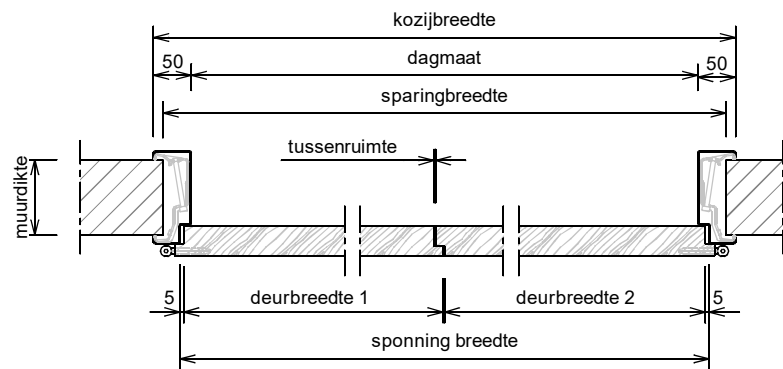 kozijbreedte
50 dagmaat 50
sparingbreedte
tussenruimte
muurdikte
5 deurbreedte 1 deurbreedte 2 5
sponning breedte